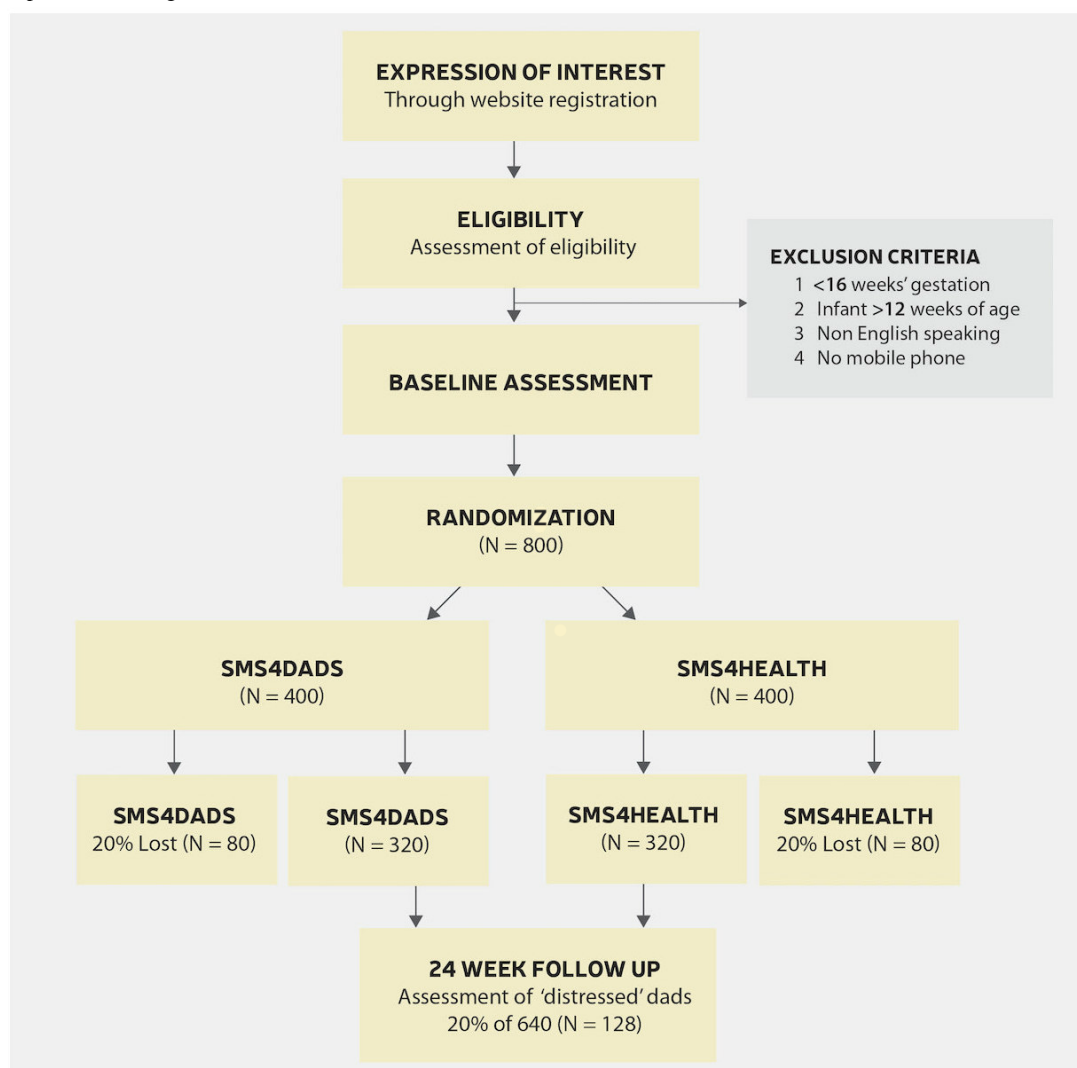 EXPRESSION OF INTEREST
Through website registration
ELIGIBILITY
Assessment of eligibility
EXCLUSION CRITERIA
1 <16 weeks’ gestation
2 Infant >12 weeks of age
3 Non English speaking
4 No mobile phone
BASELINE ASSESSMENT
RANDOMIZATION
(N = 800)
SMS4DADS
(N = 400)
SMS4HEALTH
(N = 400)
SMS4DADS
20% Lost (N = 80)
SMS4DADS
(N = 320)
SMS4HEALTH
(N = 320)
SMS4HEALTH
20% Lost (N = 80)
24 WEEK FOLLOW UP
Assessment of ‘distressed’ dads
20% of 640 (N = 128)